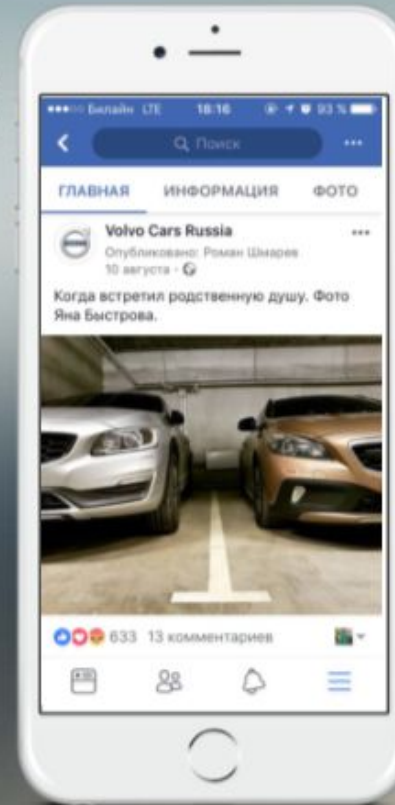 Билайн LTE 18:16 93 %
Поиск
ГЛАВНАЯ ИНФОРМАЦИЯ ФОТО
Volvo Cars Russia
Опубликовано: Роман Шмарев
10 августа
Когда встретил родственную душу. Фото
Яна Быстрова.
633 13 комментариев